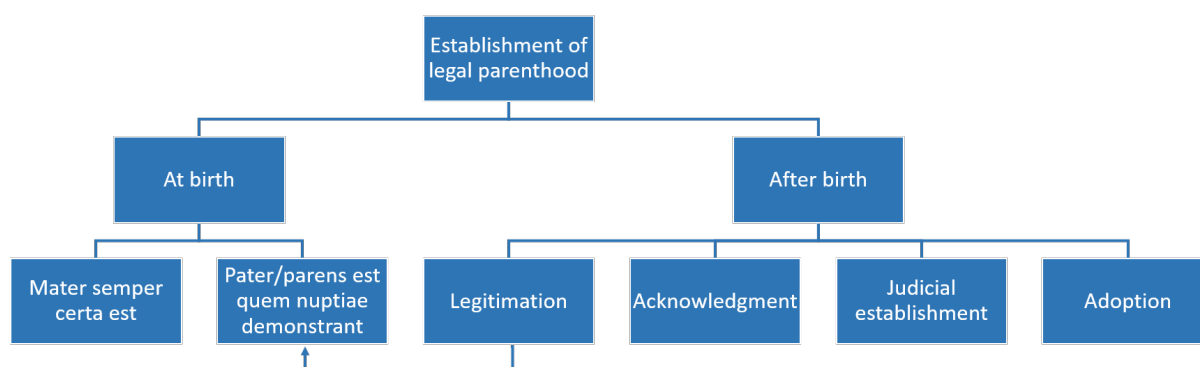 Establishment of
legal parenthood
At birth
After birth
Mater semper
certa est
Pater/parens est
quem nuptiae
demonstrant
Legitimation
Acknowledgment
Judicial
establishment
Adoption